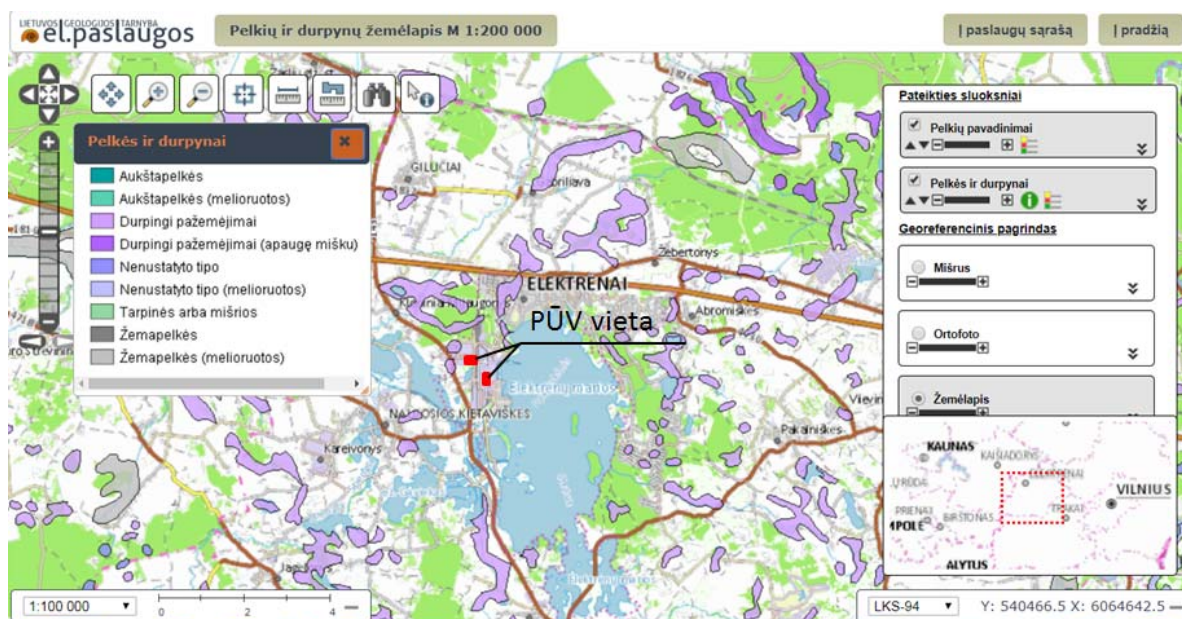 LIETUVOS GEOLOGIJOS TARNYBA
el.paslaugos
Pelkių ir durpynų žemėlapis M 1:200 000
Į paslaugų sąrašą
Į pradžią
Pelkės ir durpynai
Aukštapelkės
Aukštapelkės (melioruotos)
Durpingi pažemėjimai
Durpingi pažemėjimai (apaugę mišku)
Nenustatyto tipo
Nenustatyto tipo (melioruotos)
Tarpinės arba mišrios
Žemapelkės
Žemapelkės (melioruotos)
GILUČIAI
Žebertonys
ELEKTRĖNAI
Abromiškės
PŪV vieta
Elektrėnų marios
KIETAVIŠKĖS
Kareivonys
Pakalniškės
Pateikties sluoksniai
Pelkių pavadinimai
Pelkės ir durpynai
Georeferencinis pagrindas
Mišrus
Ortofoto
Žemėlapis
KAUNAS
KAIŠIADORYS
VILNIUS
TRAKAI
PRIENAI
BIRŠTONAS
MPOLĖ
ALYTUS
1:100 000
0 2 4
LKS-94
Y: 540466.5 X: 6064642.5